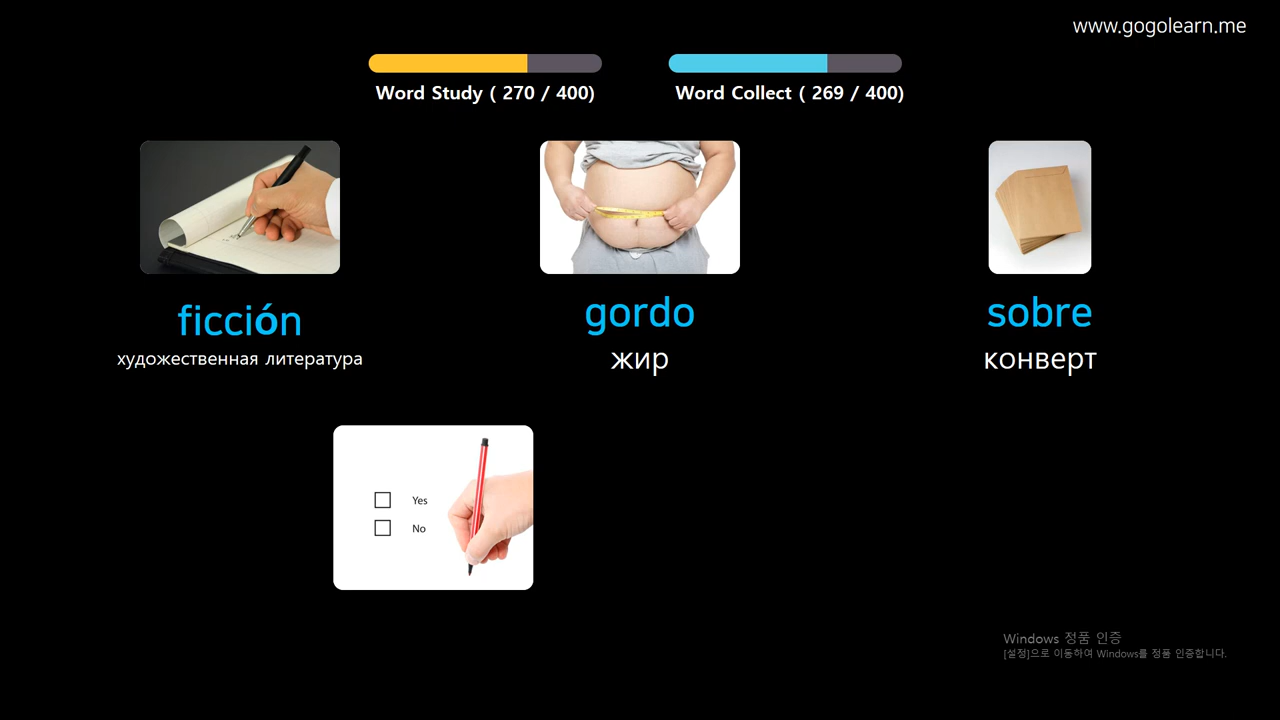 www.gogolearn.me
Word Study ( 270 / 400)
Word Collect ( 269 / 400)
ficción
gordo
sobre
художественная литература
жир
конверт
Yes
No
Windows 정품 인증
[설정]으로 이동하여 Windows를 정품 인증합니다.